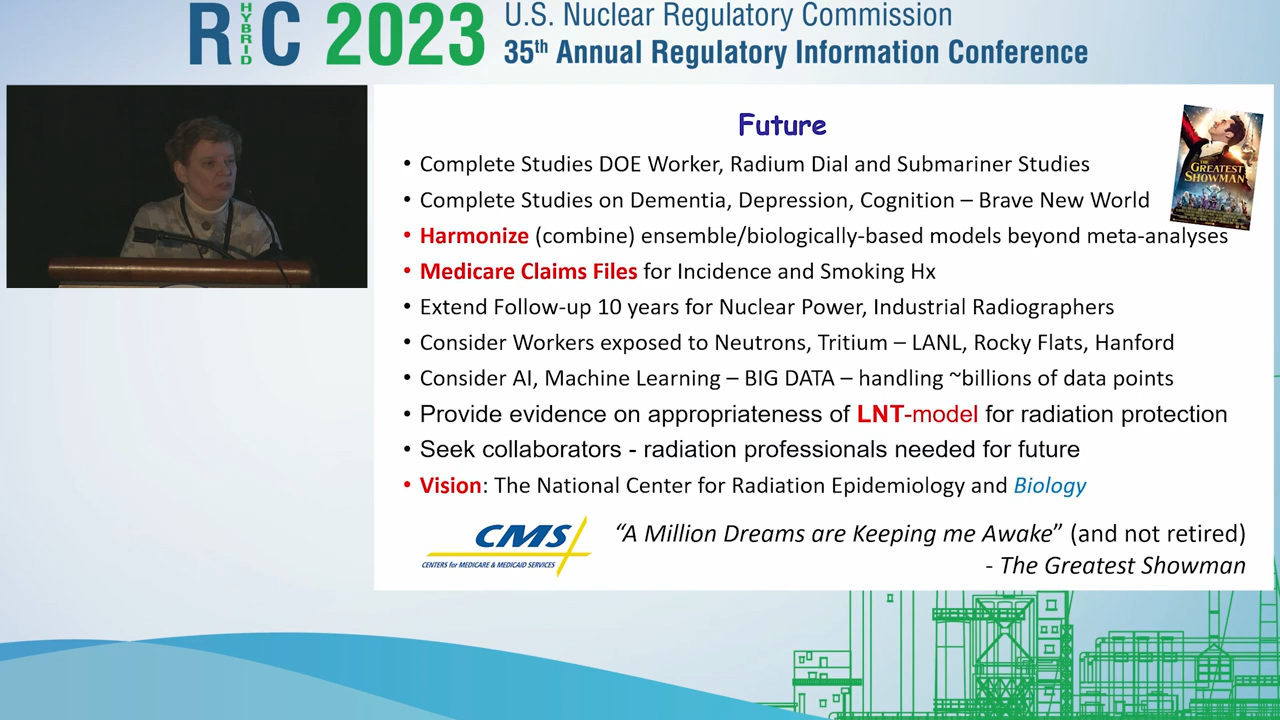 RIC 2023
HYBRID
U.S. Nuclear Regulatory Commission
35th Annual Regulatory Information Conference
Future
THE
GREATEST
SHOWMAN
• Complete Studies DOE Worker, Radium Dial and Submariner Studies
• Complete Studies on Dementia, Depression, Cognition – Brave New World
• Harmonize (combine) ensemble/biologically-based models beyond meta-analyses
• Medicare Claims Files for Incidence and Smoking Hx
• Extend Follow-up 10 years for Nuclear Power, Industrial Radiographers
• Consider Workers exposed to Neutrons, Tritium – LANL, Rocky Flats, Hanford
• Consider AI, Machine Learning – BIG DATA – handling ~billions of data points
• Provide evidence on appropriateness of LNT-model for radiation protection
• Seek collaborators - radiation professionals needed for future
• Vision: The National Center for Radiation Epidemiology and Biology
CMS
CENTERS for MEDICARE & MEDICAID SERVICES
“A Million Dreams are Keeping me Awake” (and not retired)
- The Greatest Showman